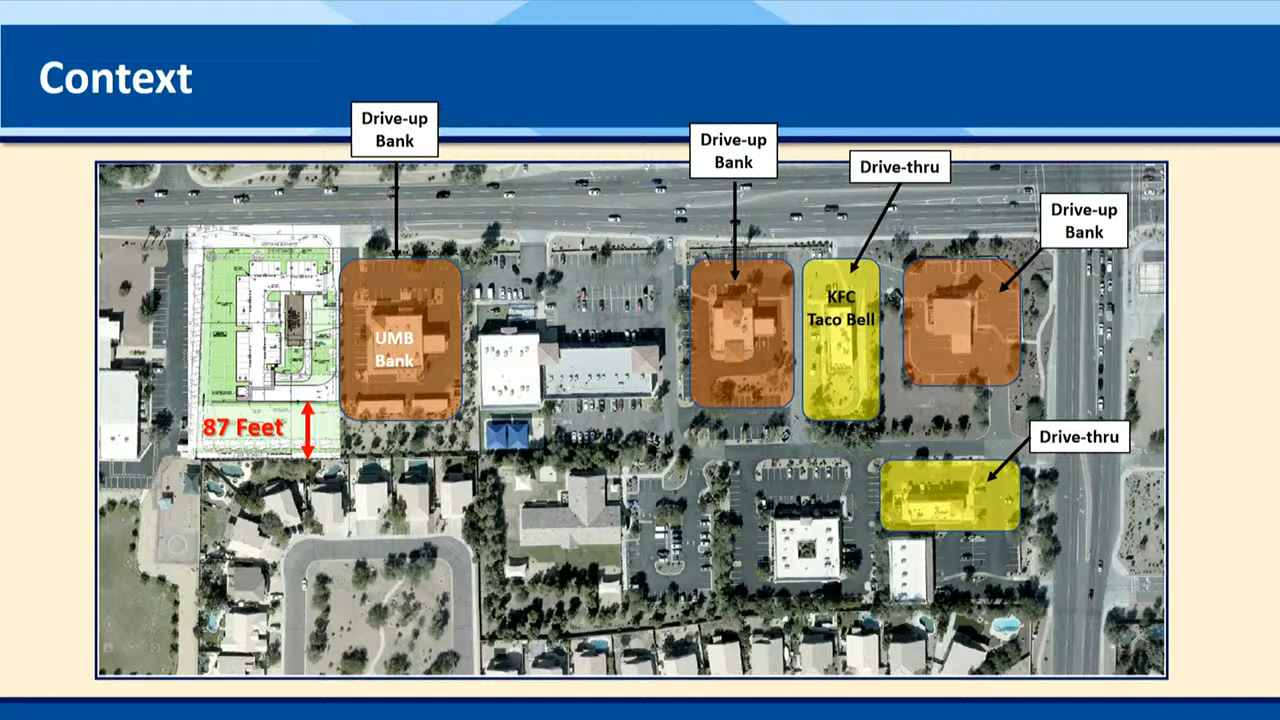 Context
Drive-up
Bank
Drive-up
Bank
Drive-thru
Drive-up
Bank
KFC
Taco Bell
UMB
Bank
87 Feet
Drive-thru